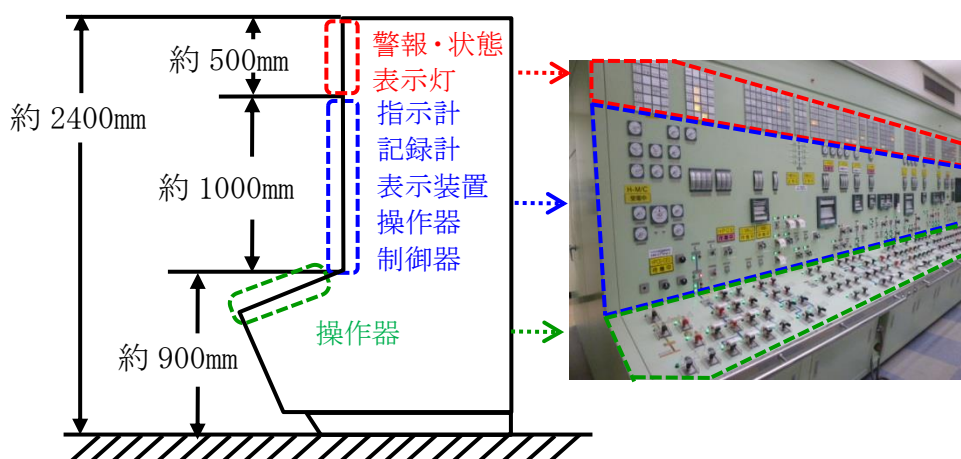 約 500mm
約 2400mm
約 1000mm
約 900mm
警報・状態
表示灯
指示計
記録計
表示装置
操作器
制御器
操作器
H-M/C